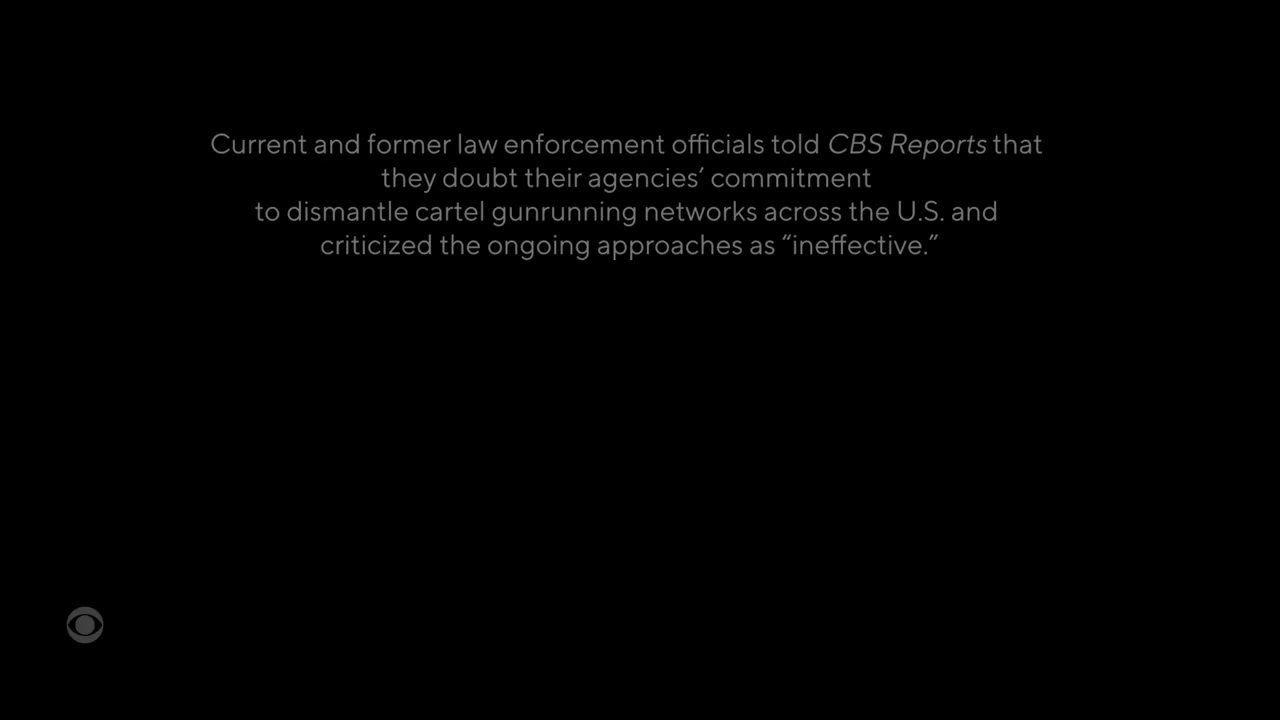 Current and former law enforcement officials told CBS Reports that
they doubt their agencies’ commitment
to dismantle cartel gunrunning networks across the U.S. and
criticized the ongoing approaches as “ineffective.”